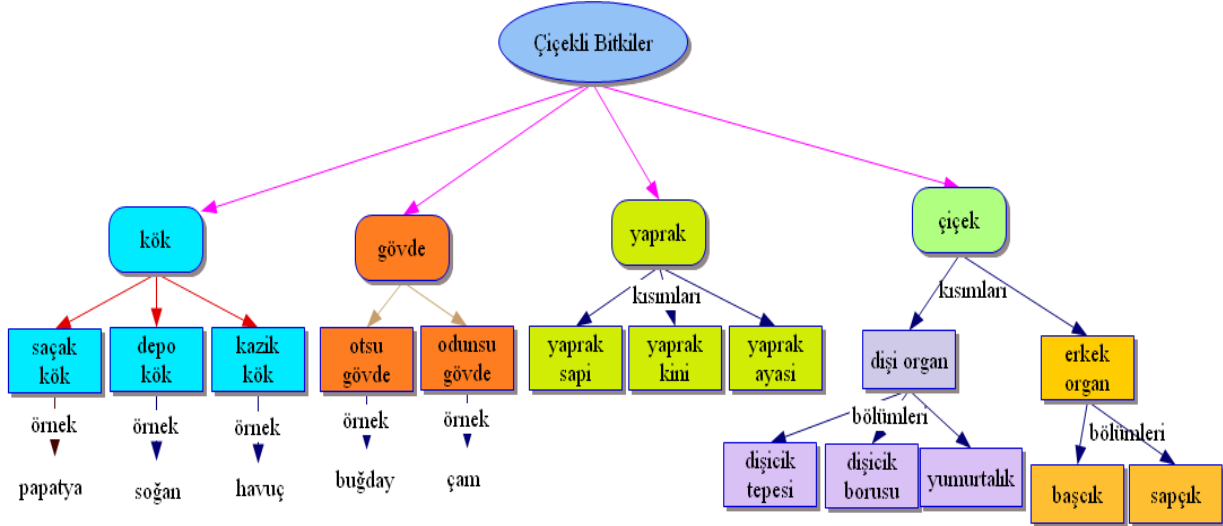 Çiçekli Bitkiler
kök
gövde
yaprak
çiçek
kısımları
kısımları
saçak
kök
depo
kök
kazik
kök
otsu
gövde
odunsu
gövde
yaprak
sapi
yaprak
kini
yaprak
ayasi
dişi organ
erkek
organ
örnek
örnek
örnek
örnek
örnek
bölümleri
bölümleri
papatya
soğan
havuç
buğday
çam
dişicik
tepesi
dişicik
borusu
yumurtalık
başcık
sapçık